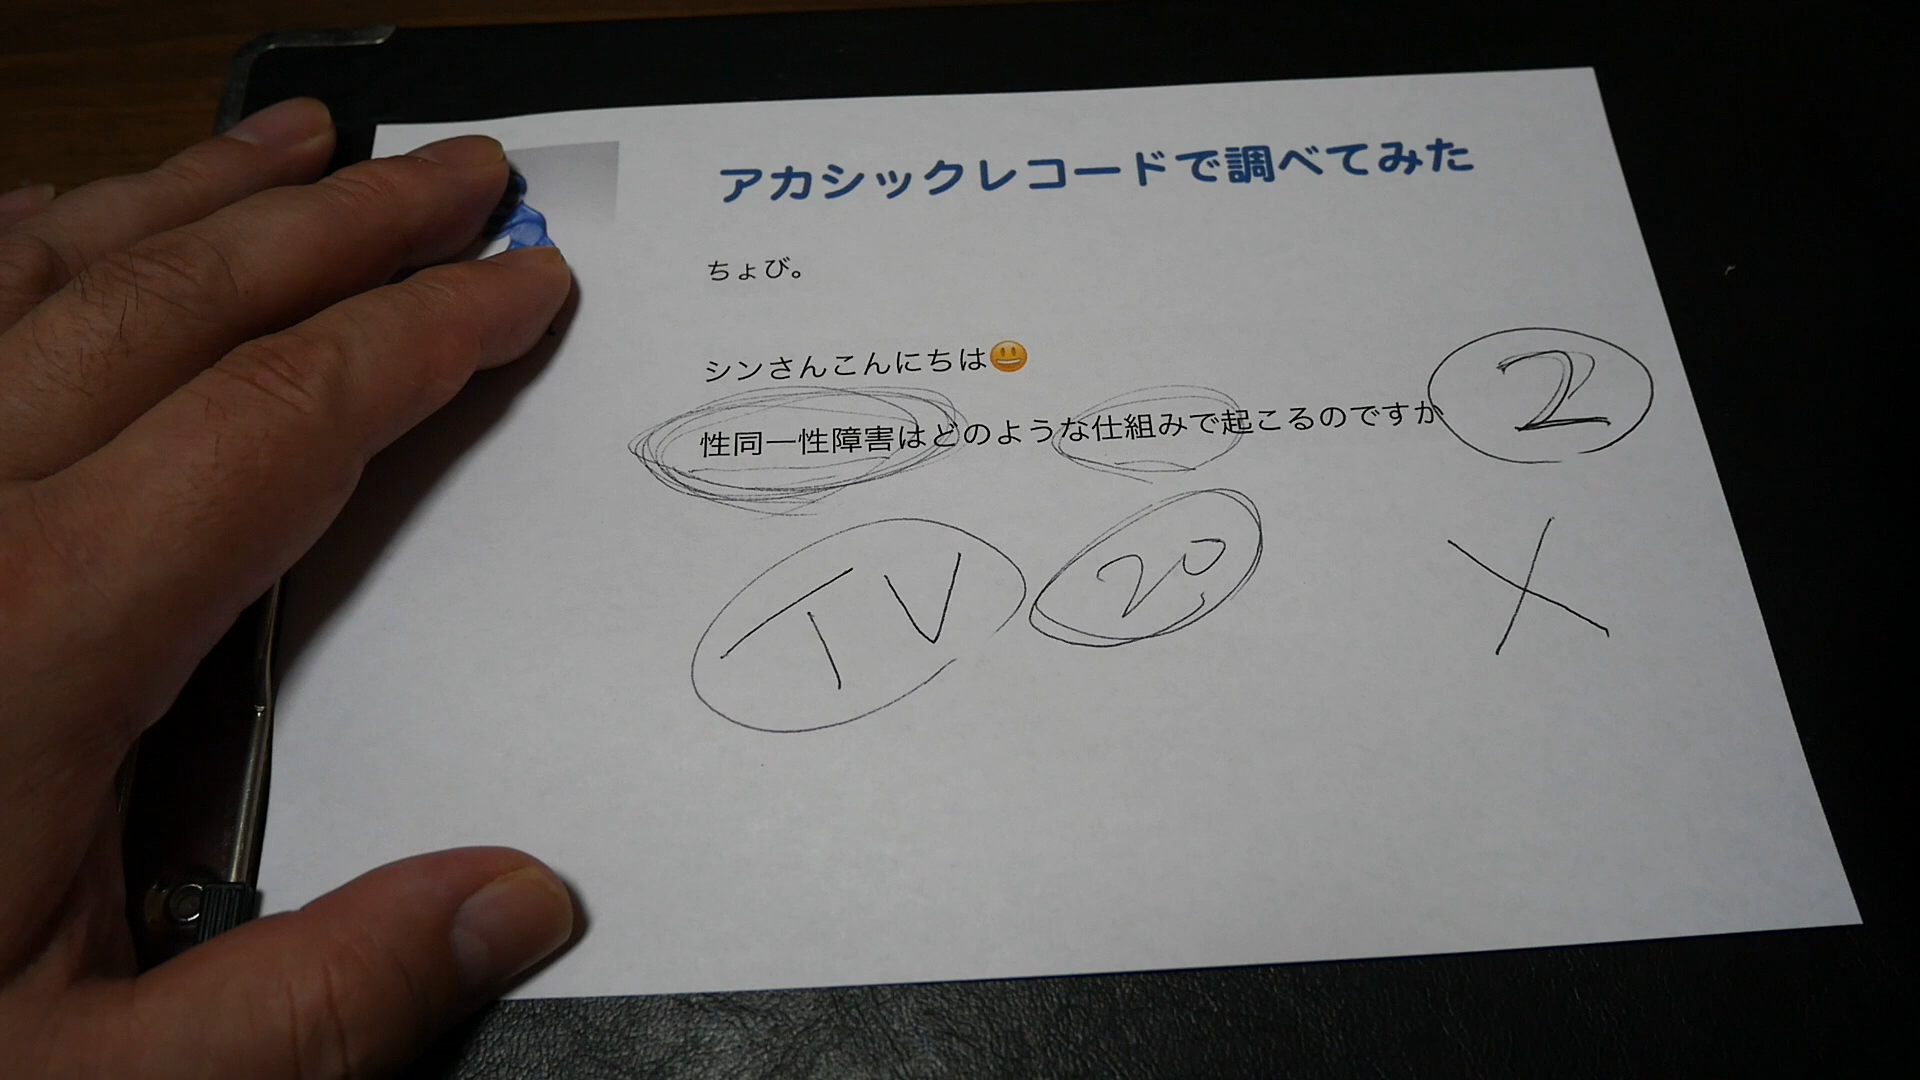 アカシックレコードで調べてみた
ちょび。
シンさんこんにちは😃
性同一性障害はどのような仕組みで起こるのですか
2
TV
20
X